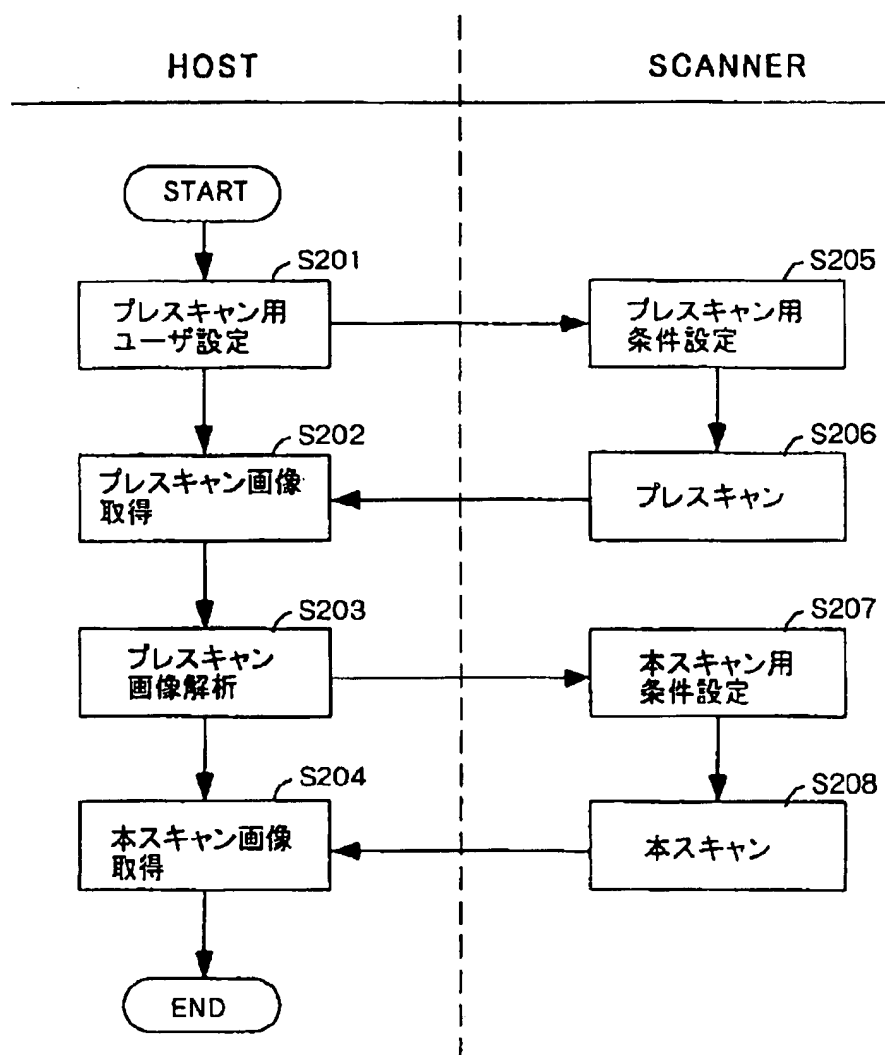 HOST
SCANNER
START
S201
プレスキャン用
ユーザ設定
S205
プレスキャン用
条件設定
S202
プレスキャン画像
取得
S206
プレスキャン
S203
プレスキャン
画像解析
S207
本スキャン用
条件設定
S204
本スキャン画像
取得
S208
本スキャン
END